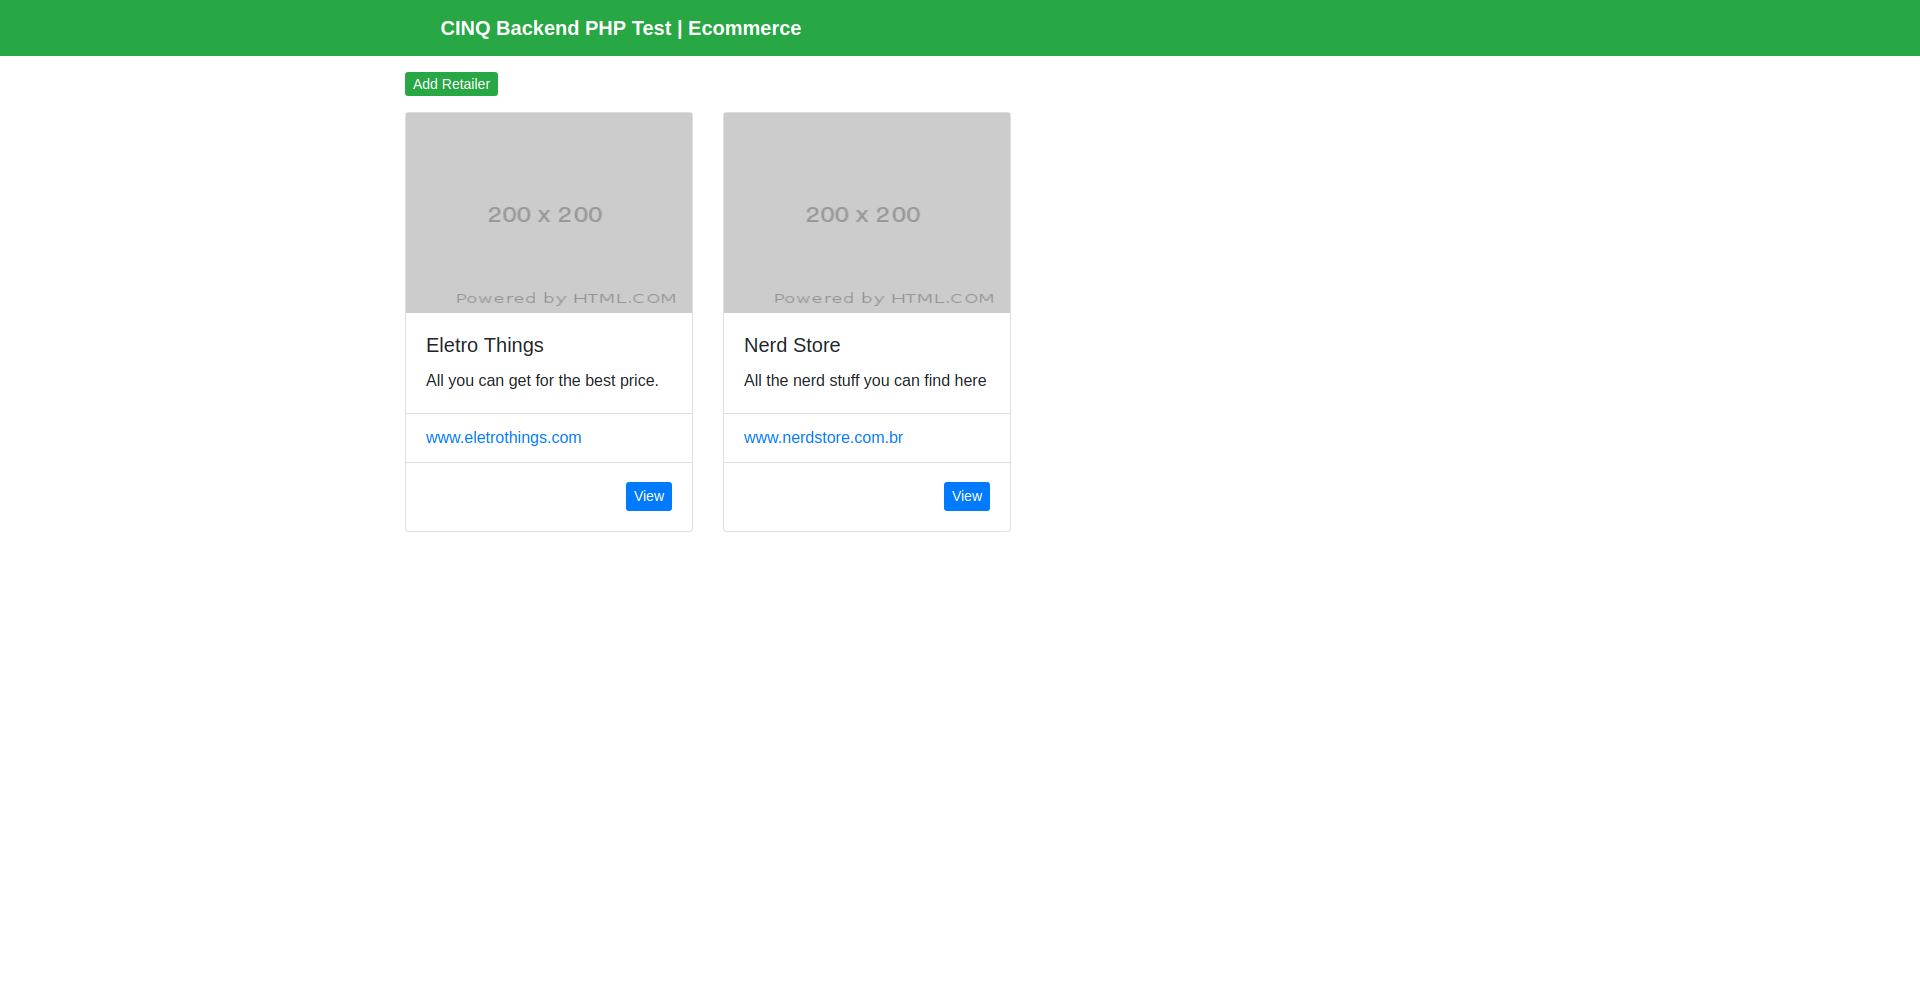 CINQ Backend PHP Test | Ecommerce
Add Retailer
200 x 200
Powered by HTML.COM
Eletro Things
All you can get for the best price.
www.eletrothings.com
View
200 x 200
Powered by HTML.COM
Nerd Store
All the nerd stuff you can find here
www.nerdstore.com.br
View